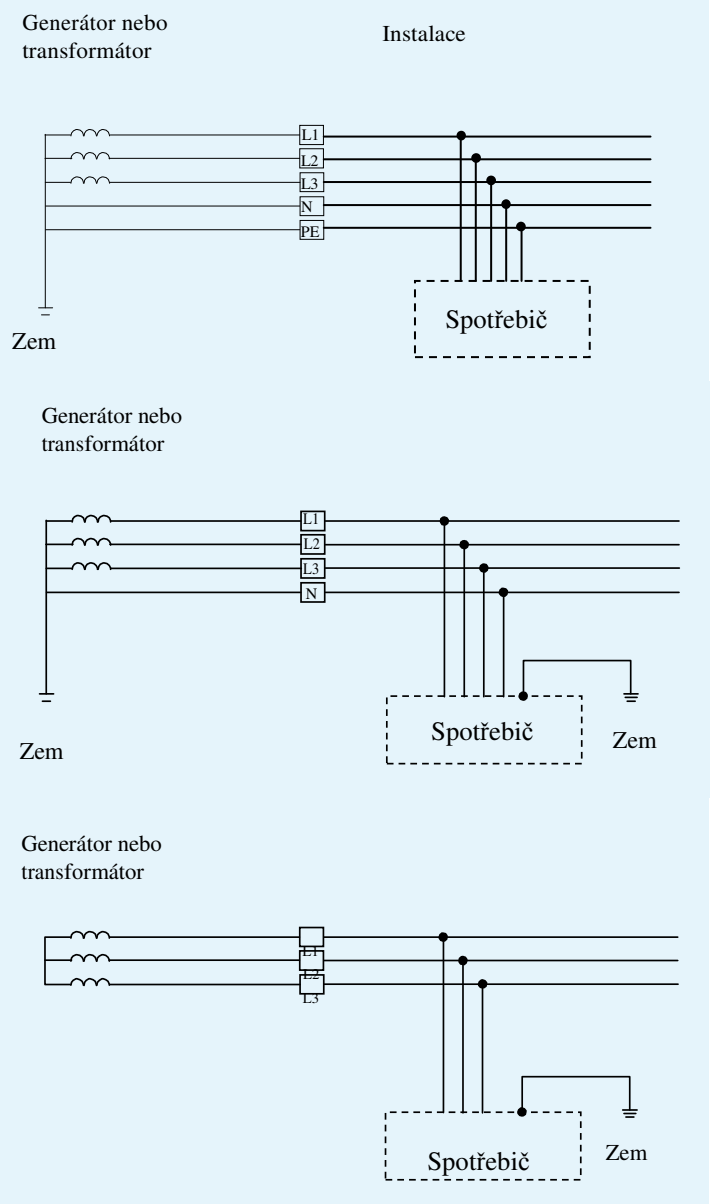 Generátor nebo
transformátor
Instalace
L1
L2
L3
N
PE
Spotřebič
Zem
Generátor nebo
transformátor
L1
L2
L3
N
Spotřebič
Zem
Zem
Generátor nebo
transformátor
L1
L2
L3
Spotřebič
Zem